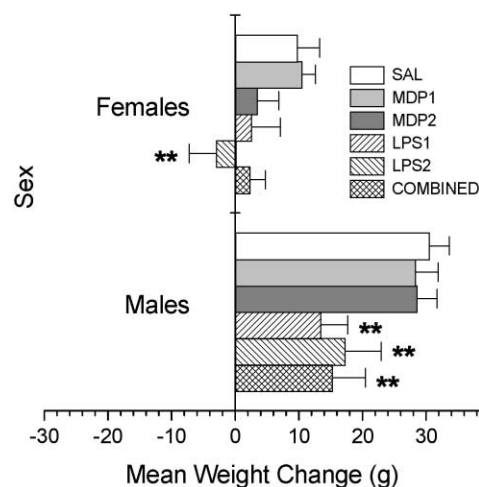 Sex
Females
**
SAL
MDP1
MDP2
LPS1
LPS2
COMBINED
Males
**
**
**
-30 -20 -10 0 10 20 30
Mean Weight Change (g)